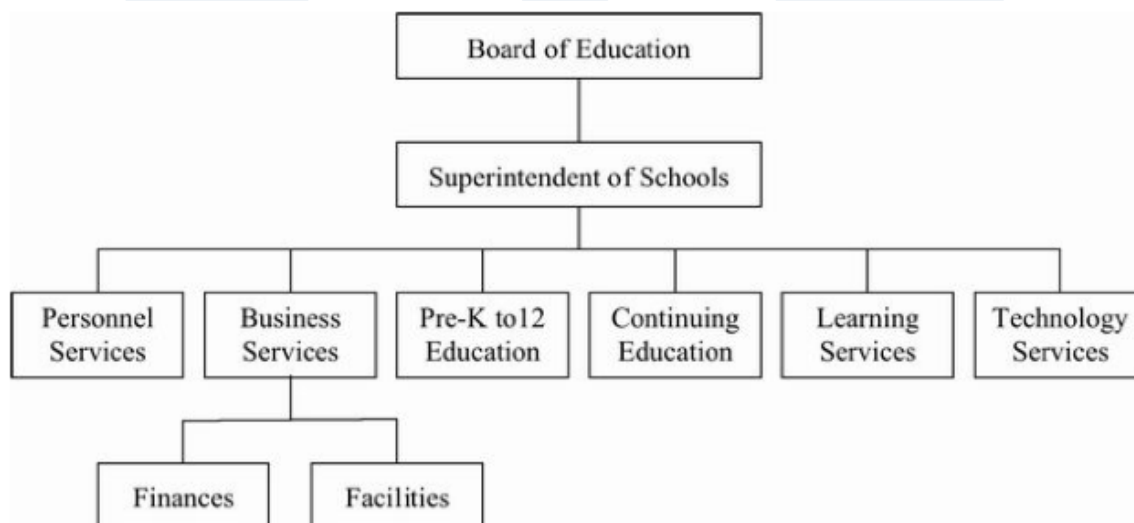 Board of Education
Superintendent of Schools
Personnel
Services
Business
Services
Pre-K to12
Education
Continuing
Education
Learning
Services
Technology
Services
Finances
Facilities